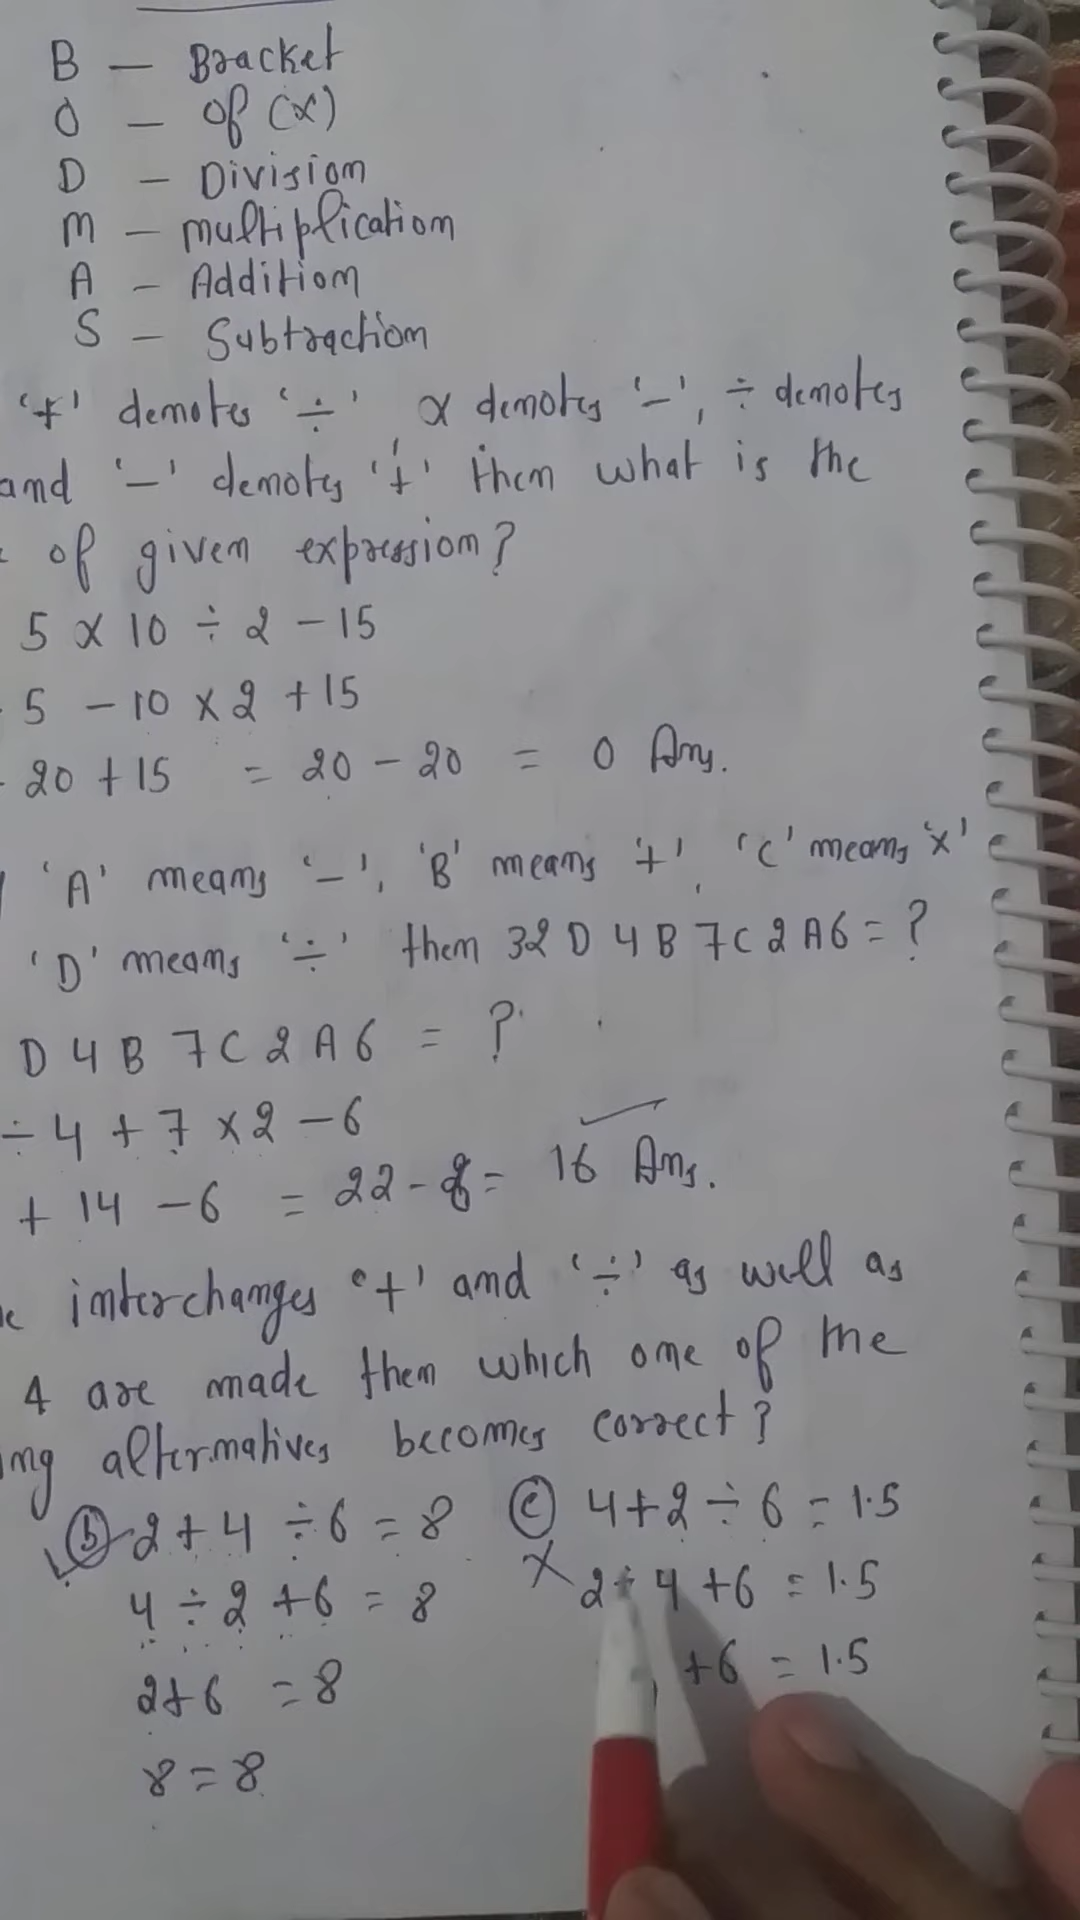 B — Bracket
O — of (x)
D — Division
M — multiplication
A — Addition
S — Subtraction
'+' denotes '÷' x denotes '-', ÷ denotes
and '-' denotes '+' then what is the
of given expression?
5 x 10 ÷ 2 - 15
5 - 10 x 2 + 15
- 20 + 15 = 20 - 20 = 0 Ans.
'A' means '-', 'B' means '+', 'C' means 'x'
'D' means '÷' then 32 D 4 B 7 C 2 A 6 = ?
D 4 B 7 C 2 A 6 = ?
÷ 4 + 7 x 2 - 6
+ 14 - 6 = 22 - 6 = 16 Ans.
interchanges '+' and '÷' as well as
4 are made then which one of the
ing alternatives becomes correct?
(b) 2 + 4 ÷ 6 = 8 (c) 4 + 2 ÷ 6 = 1.5
4 ÷ 2 + 6 = 8 x 2 ÷ 4 + 6 = 1.5
2 + 6 = 8 + 6 = 1.5
8 = 8